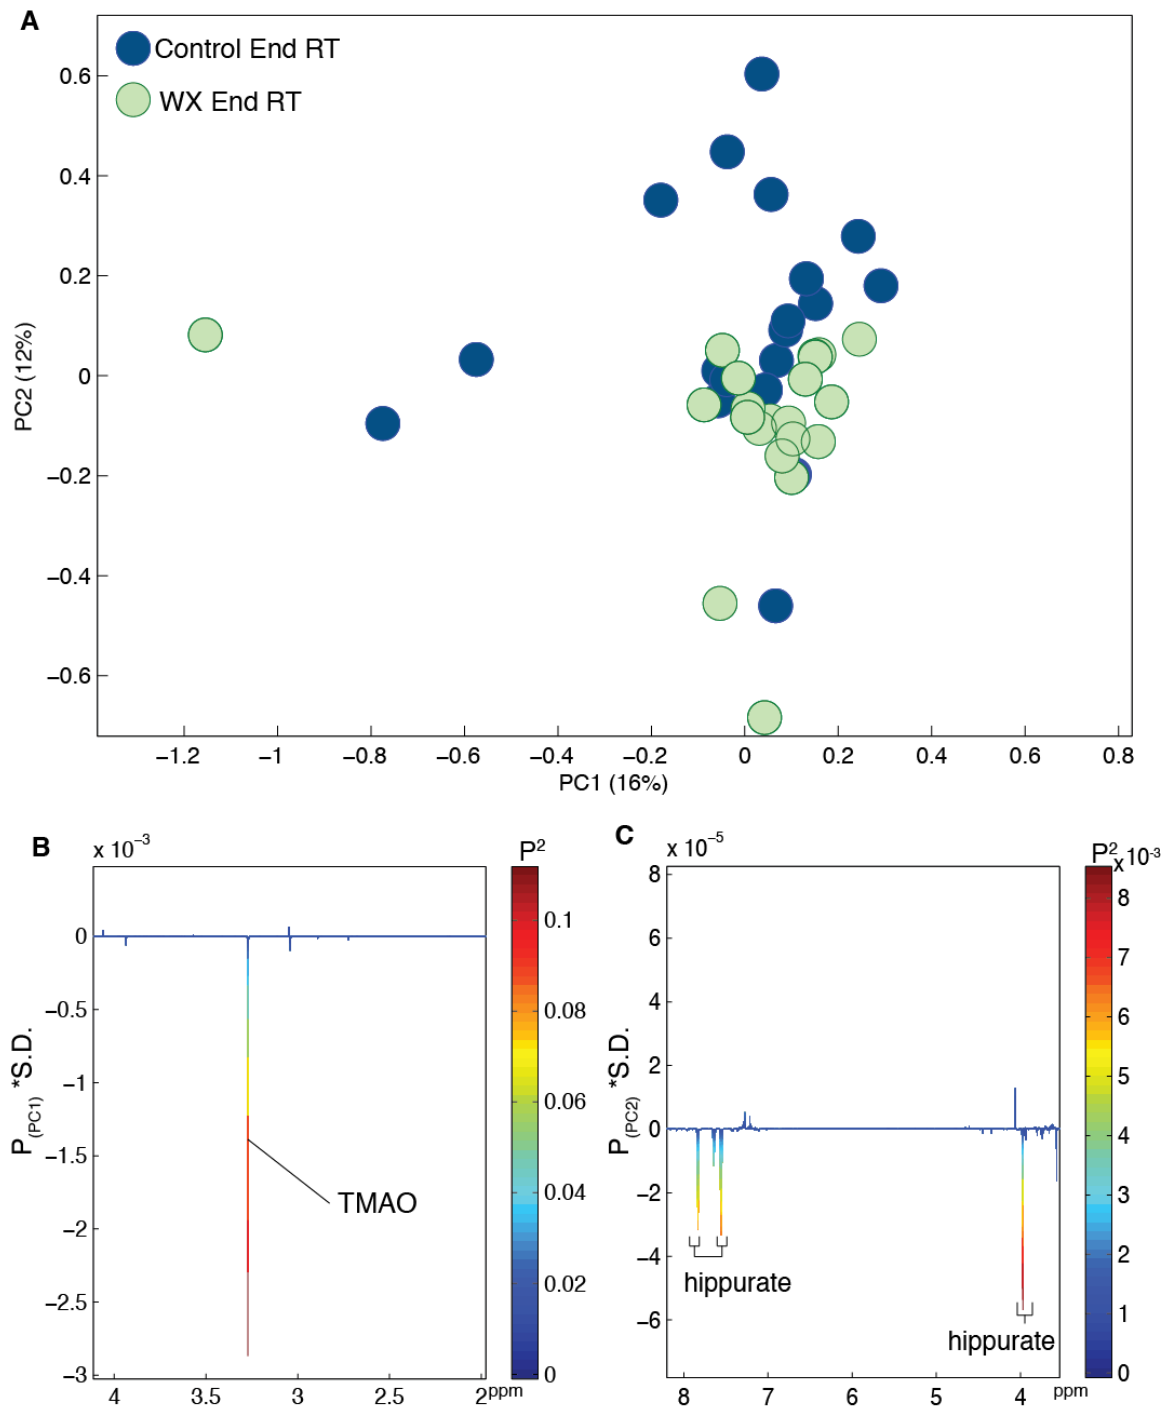 A
Control End RT
WX End RT
0.6
0.4
0.2
0
−0.2
−0.4
−0.6
PC2 (12%)
−1.2 −1 −0.8 −0.6 −0.4 −0.2 0 0.2 0.4 0.6 0.8
PC1 (16%)
B
x 10⁻³
P²
0
−0.5
−1
−1.5
−2
−2.5
−3
P(PC1) *S.D.
TMAO
4 3.5 3 2.5 2 ppm
0.1
0.08
0.06
0.04
0.02
0
C
x 10⁻⁵
P² x10⁻³
8
6
4
2
0
−2
−4
−6
P(PC2) *S.D.
hippurate
hippurate
8 7 6 5 4 ppm
8
7
6
5
4
3
2
1
0